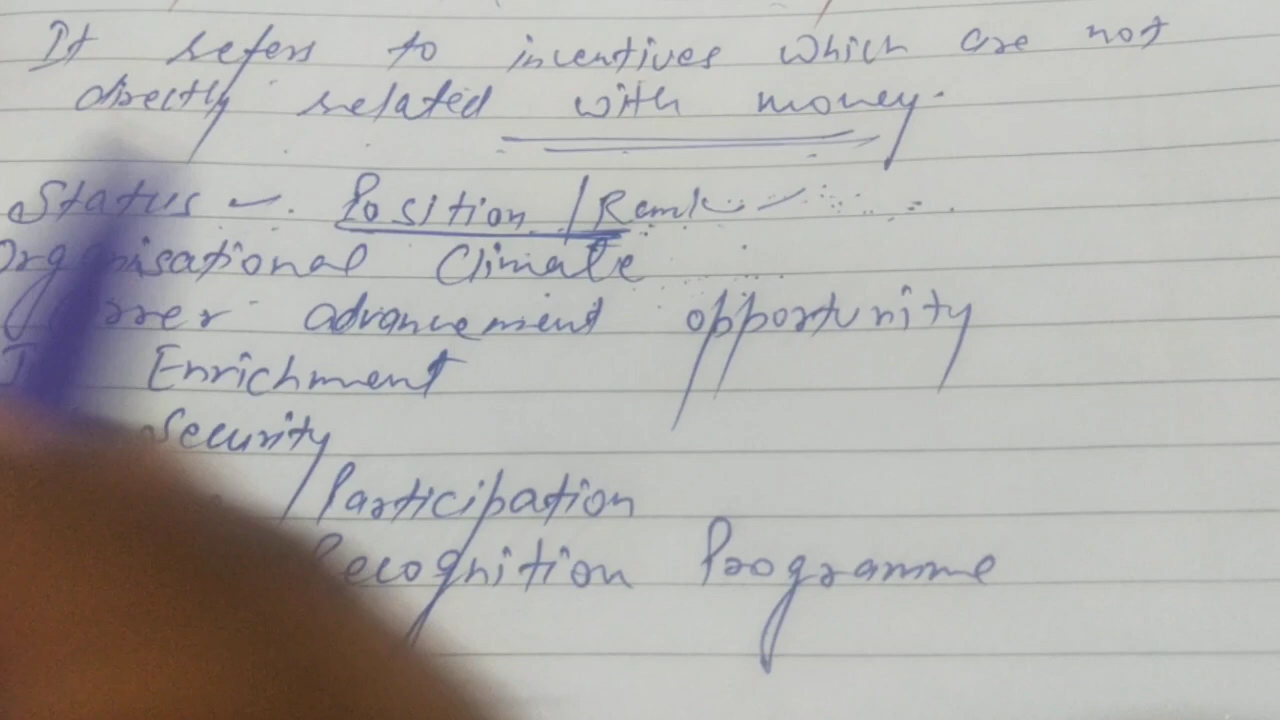 It refers to incentives which are not
directly related with money.
Status - Position / Rank -
Organisational Climate
advancement opportunity
Enrichment
Security
/ Participation
Recognition Programme